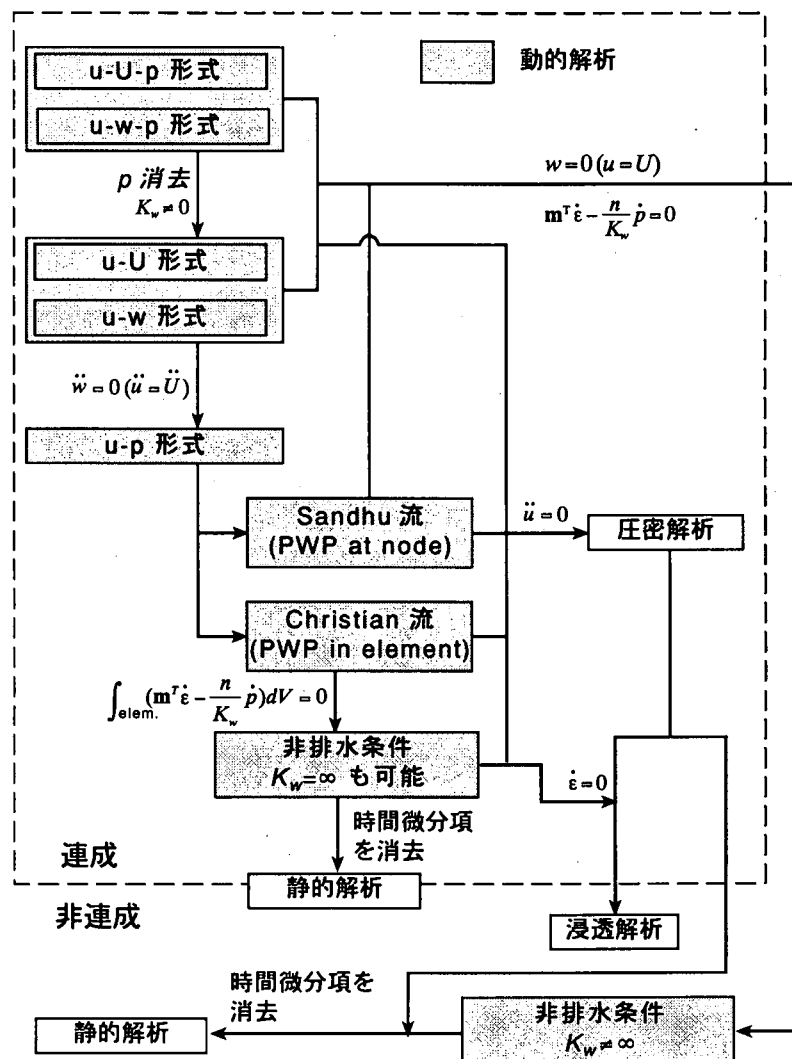 u-U-p 形式
u-w-p 形式
動的解析
p 消去
K_w≠0
w=0(u=U)
m^T ε̇ - n/K_w ṗ=0
u-U 形式
u-w 形式
ẅ=0(ü=Ü)
u-p 形式
Sandhu 流
(PWP at node)
ü=0
圧密解析
Christian 流
(PWP in element)
∫_elem. (m^T ε̇ - n/K_w ṗ)dV=0
非排水条件
K_w=∞ も可能
ε̇=0
時間微分項
を消去
連成
静的解析
非連成
浸透解析
時間微分項を
消去
静的解析
非排水条件
K_w≠∞